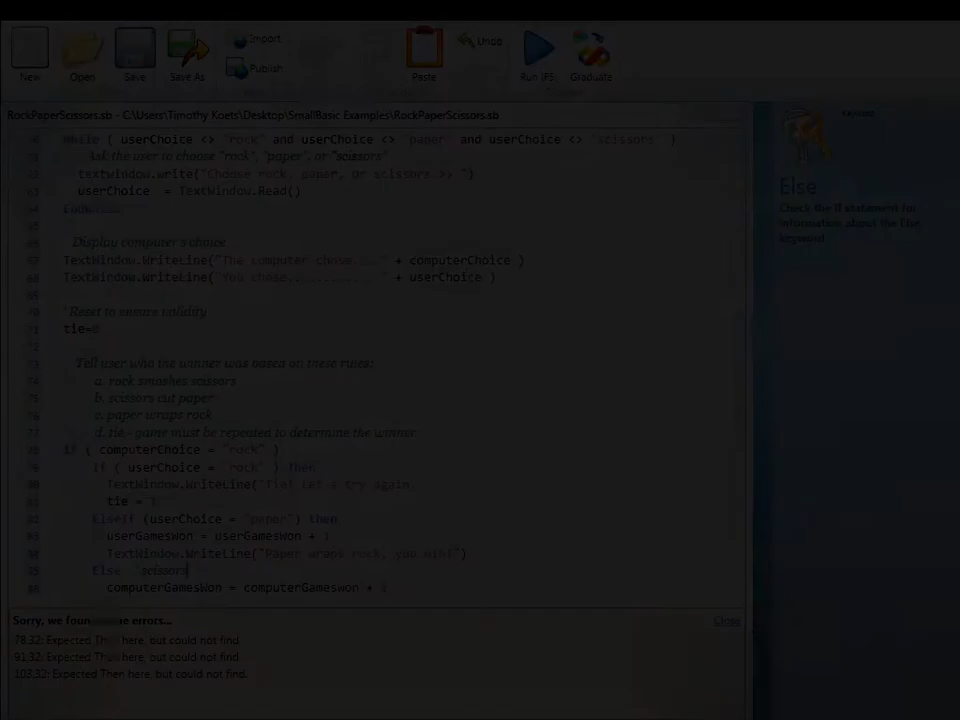 Import
Undo
Publish
New Open Save Save As Paste Run (F5) Graduate
RockPaperScissors.sb - C:\Users\Timothy Koets\Desktop\SmallBasic Examples\RockPaperScissors.sb
Keyword
while ( userChoice <> "rock" and userChoice <> "paper" and userChoice <> "scissors" )
Ask the user to choose "rock", "paper", or "scissors"
textwindow.write("Choose rock, paper, or scissors >> ")
userChoice = TextWindow.Read()
Else
Check the If statement for
information about the Else
keyword.
Display computer's choice
TextWindow.WriteLine("The computer chose... " + computerChoice )
TextWindow.WriteLine("You chose........... " + userChoice )
70 'Reset to ensure validity
71 tie=0
Tell user who the winner was based on these rules:
a. rock smashes scissors
b. scissors cut paper
c. paper wraps rock
d. tie - game must be repeated to determine the winner
if ( computerChoice = "rock" )
if ( userChoice = "rock" ) then
TextWindow.WriteLine("Tie! Let's try again
tie = 1
ElseIf (userChoice = "paper") then
userGamesWon = userGamesWon + 1
TextWindow.WriteLine("Paper wraps rock, you win!")
Else 'scissors
computerGamesWon = computerGamesWon + 1
Sorry, we found errors... Close
78,32: Expected Then here, but could not find.
91,32: Expected Then here, but could not find.
103,32: Expected Then here, but could not find.